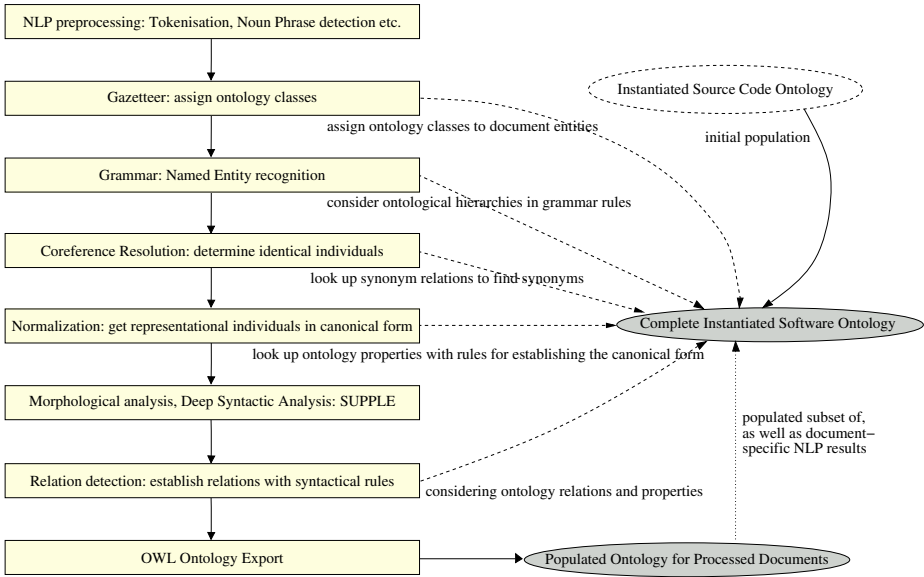 NLP preprocessing: Tokenisation, Noun Phrase detection etc.
Instantiated Source Code Ontology
Gazetteer: assign ontology classes
assign ontology classes to document entities
initial population
Grammar: Named Entity recognition
consider ontological hierarchies in grammar rules
Coreference Resolution: determine identical individuals
look up synonym relations to find synonyms
Normalization: get representational individuals in canonical form
Complete Instantiated Software Ontology
look up ontology properties with rules for establishing the canonical form
Morphological analysis, Deep Syntactic Analysis: SUPPLE
populated subset of,
as well as document−
specific NLP results
Relation detection: establish relations with syntactical rules
considering ontology relations and properties
OWL Ontology Export
Populated Ontology for Processed Documents